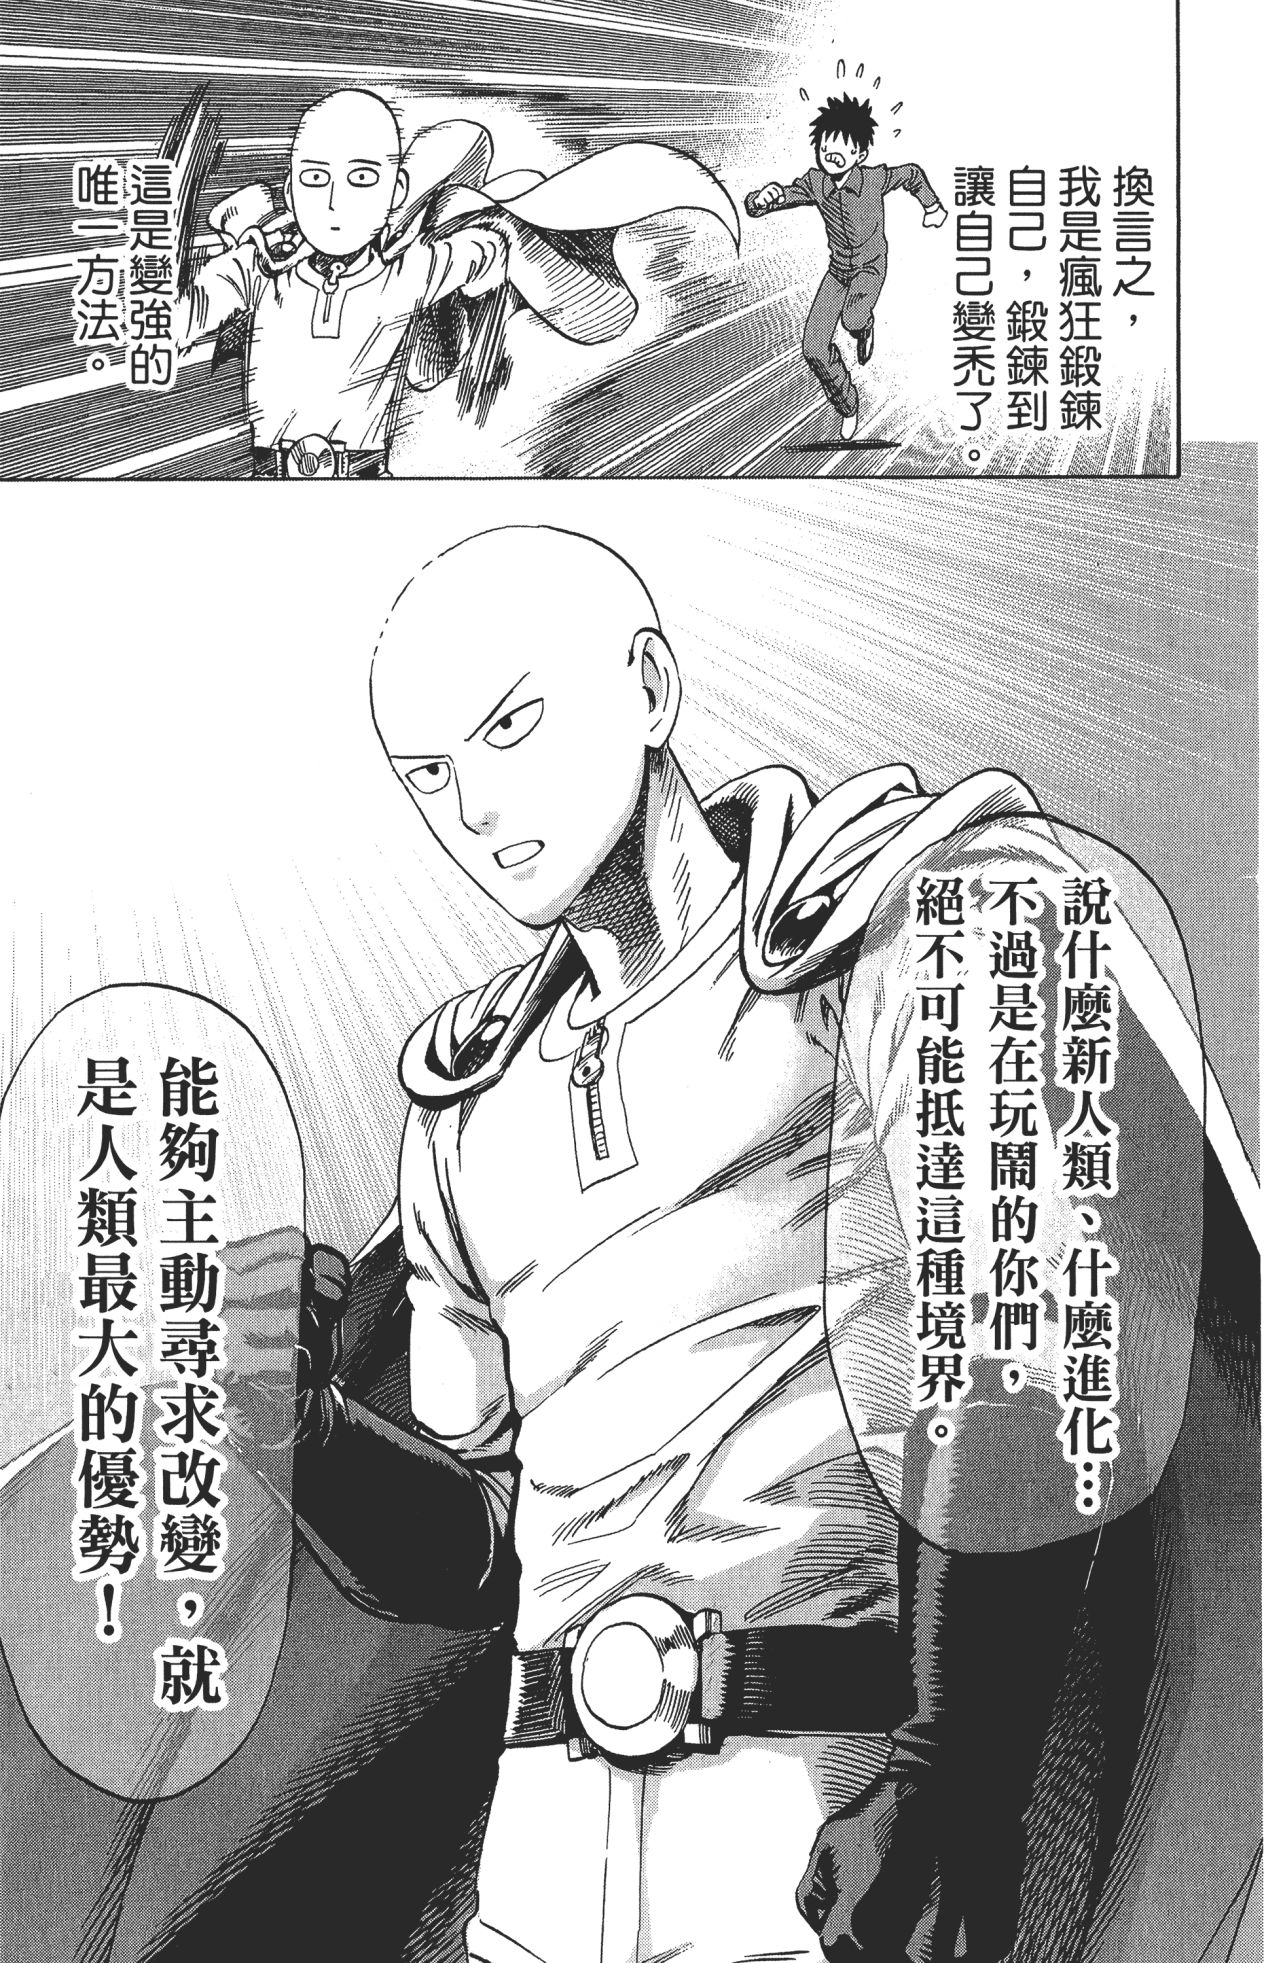 換言之，
我是瘋狂鍛鍊
自己，鍛鍊到
讓自己變禿了。
這是變強的
唯一方法。
說什麼新人類、什麼進化…
不過是在玩鬧的你們，
絕不可能抵達這種境界。
能夠主動尋求改變，就
是人類最大的優勢！